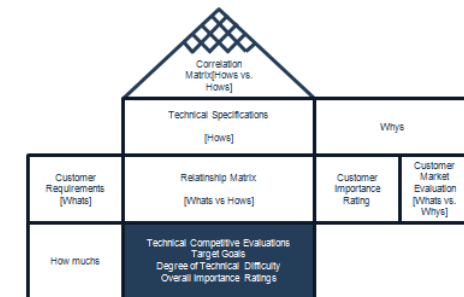 Correlation
Matrix[Hows vs.
Hows]
Technical Specifications
[Hows]
Whys
Customer
Requirements
[Whats]
Relatinship Matrix
[Whats vs Hows]
Customer
Importance
Rating
Customer
Market
Evaluation
[Whats vs.
Whys]
How muchs
Technical Competitive Evaluations
Target Goals
Degree of Technical Difficulty
Overall Importance Ratings